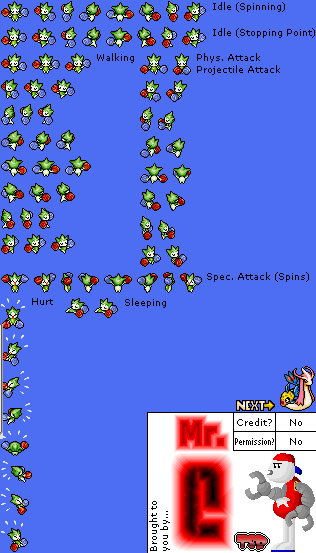 Idle (Spinning)
Idle (Stopping Point)
Walking
Phys. Attack
Projectile Attack
Spec. Attack (Spins)
Hurt
Sleeping
NEXT
Credit? No
Permission? No
Mr.
C
Brought to
you by...